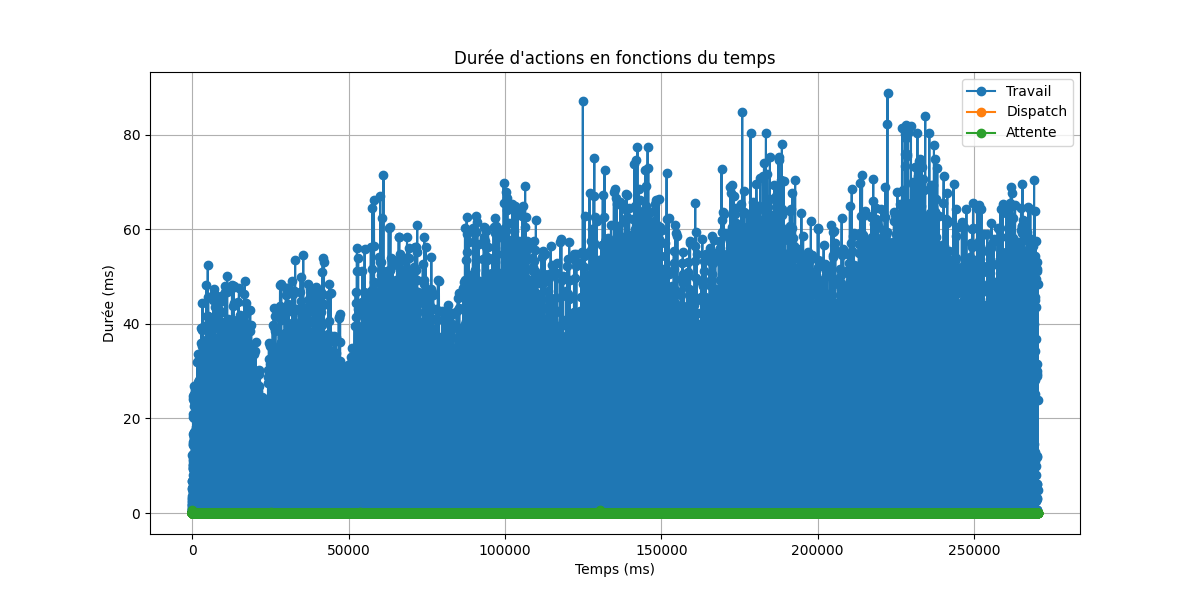 Durée d'actions en fonctions du temps
Travail
Dispatch
Attente
Durée (ms)
80
60
40
20
0
0
50000
100000
150000
200000
250000
Temps (ms)